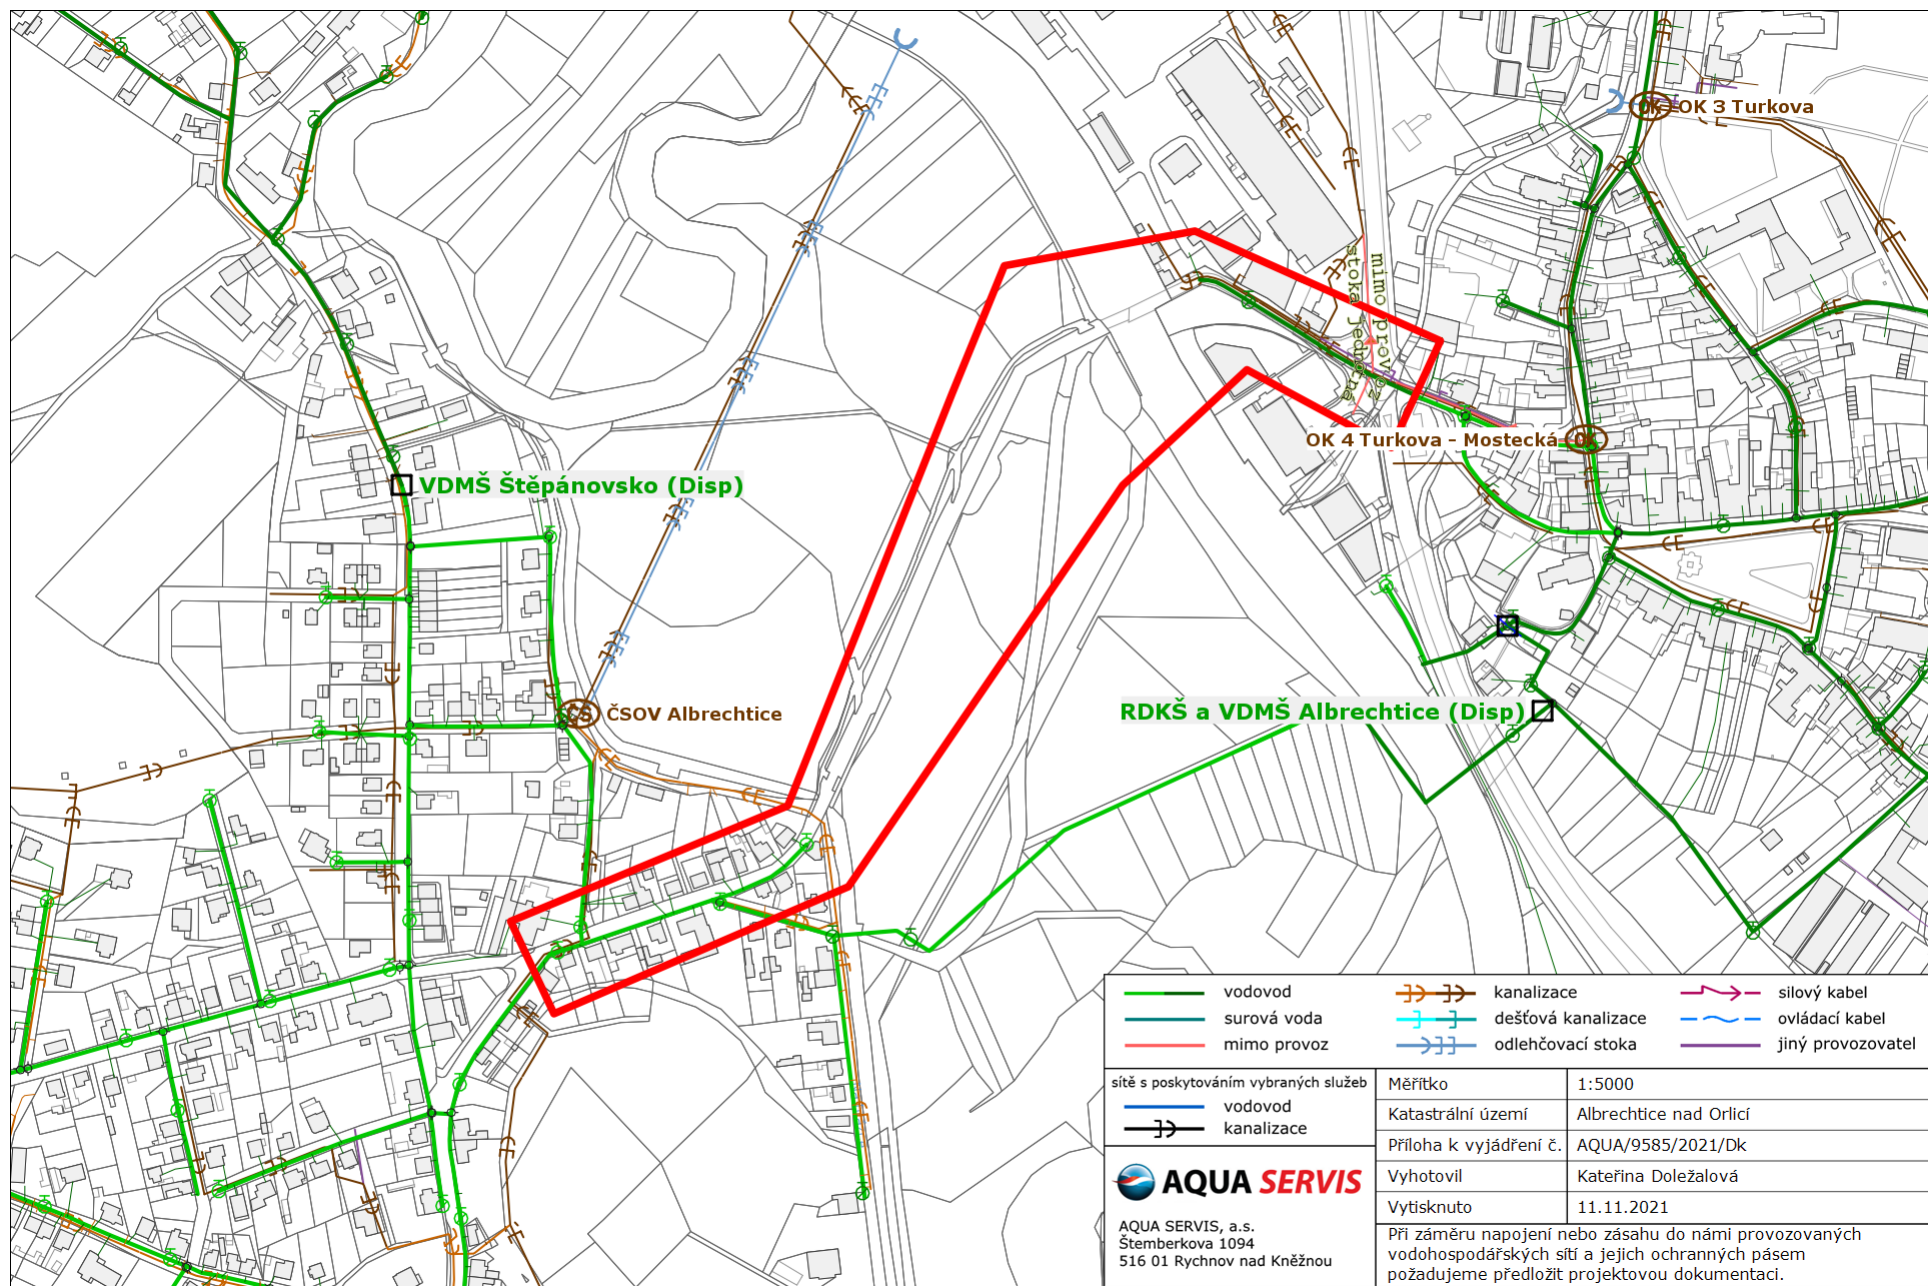 OK 3 Turkova
mimo provoz
stoka jednotná
OK 4 Turkova - Mostecká
VDMŠ Štěpánovsko (Disp)
ČS ČSOV Albrechtice
RDKŠ a VDMŠ Albrechtice (Disp)
vodovod
kanalizace
silový kabel
surová voda
dešťová kanalizace
ovládací kabel
mimo provoz
odlehčovací stoka
jiný provozovatel
sítě s poskytováním vybraných služeb
vodovod
kanalizace
Měřítko 1:5000
Katastrální území Albrechtice nad Orlicí
Příloha k vyjádření č. AQUA/9585/2021/Dk
Vyhotovil Kateřina Doležalová
Vytisknuto 11.11.2021
AQUA SERVIS
AQUA SERVIS, a.s.
Štemberkova 1094
516 01 Rychnov nad Kněžnou
Při záměru napojení nebo zásahu do námi provozovaných
vodohospodářských sítí a jejich ochranných pásem
požadujeme předložit projektovou dokumentaci.